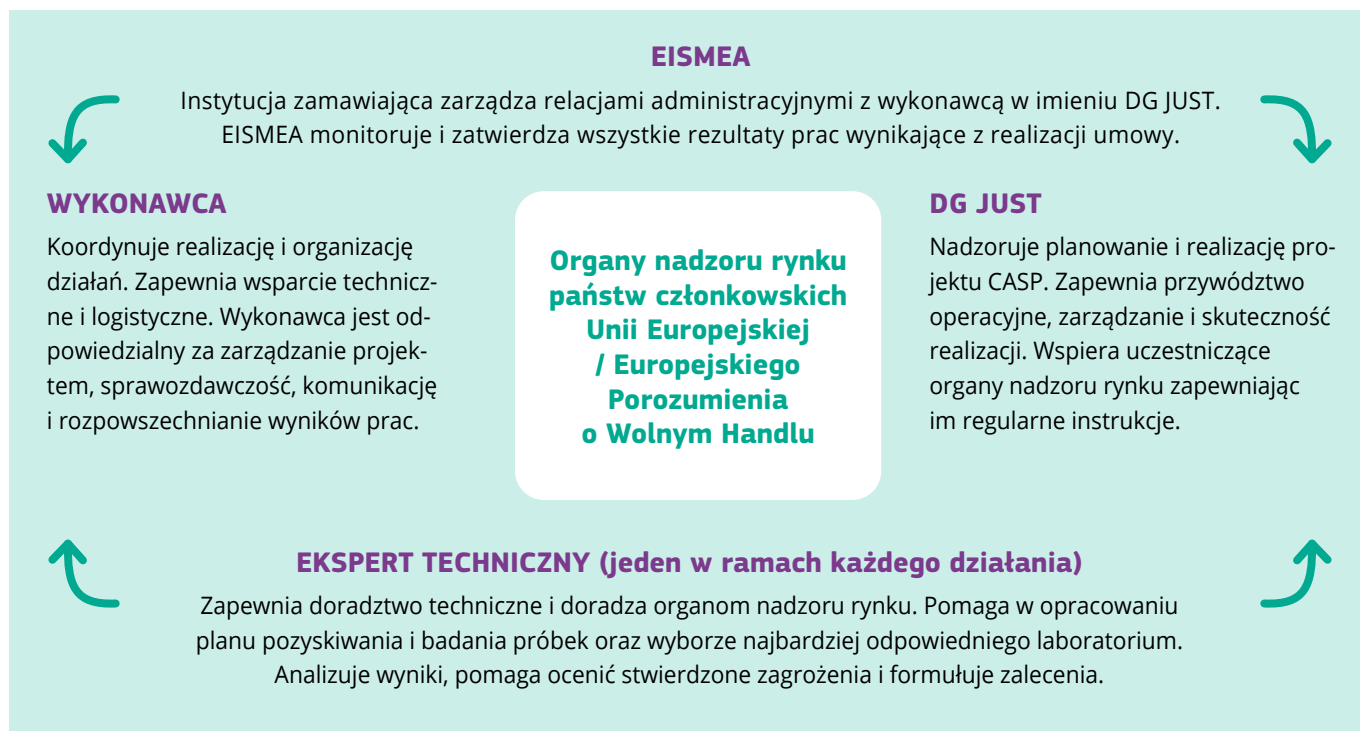 EISMEA
Instytucja zamawiająca zarządza relacjami administracyjnymi z wykonawcą w imieniu DG JUST.
EISMEA monitoruje i zatwierdza wszystkie rezultaty prac wynikające z realizacji umowy.
WYKONAWCA
Koordynuje realizację i organizację
działań. Zapewnia wsparcie technicz-
ne i logistyczne. Wykonawca jest od-
powiedzialny za zarządzanie projek-
tem, sprawozdawczość, komunikację
i rozpowszechnianie wyników prac.
Organy nadzoru rynku
państw członkowskich
Unii Europejskiej
/ Europejskiego
Porozumienia
o Wolnym Handlu
DG JUST
Nadzoruje planowanie i realizację pro-
jektu CASP. Zapewnia przywództwo
operacyjne, zarządzanie i skuteczność
realizacji. Wspiera uczestniczące
organy nadzoru rynku zapewniając
im regularne instrukcje.
EKSPERT TECHNICZNY (jeden w ramach każdego działania)
Zapewnia doradztwo techniczne i doradza organom nadzoru rynku. Pomaga w opracowaniu
planu pozyskiwania i badania próbek oraz wyborze najbardziej odpowiedniego laboratorium.
Analizuje wyniki, pomaga ocenić stwierdzone zagrożenia i formułuje zalecenia.